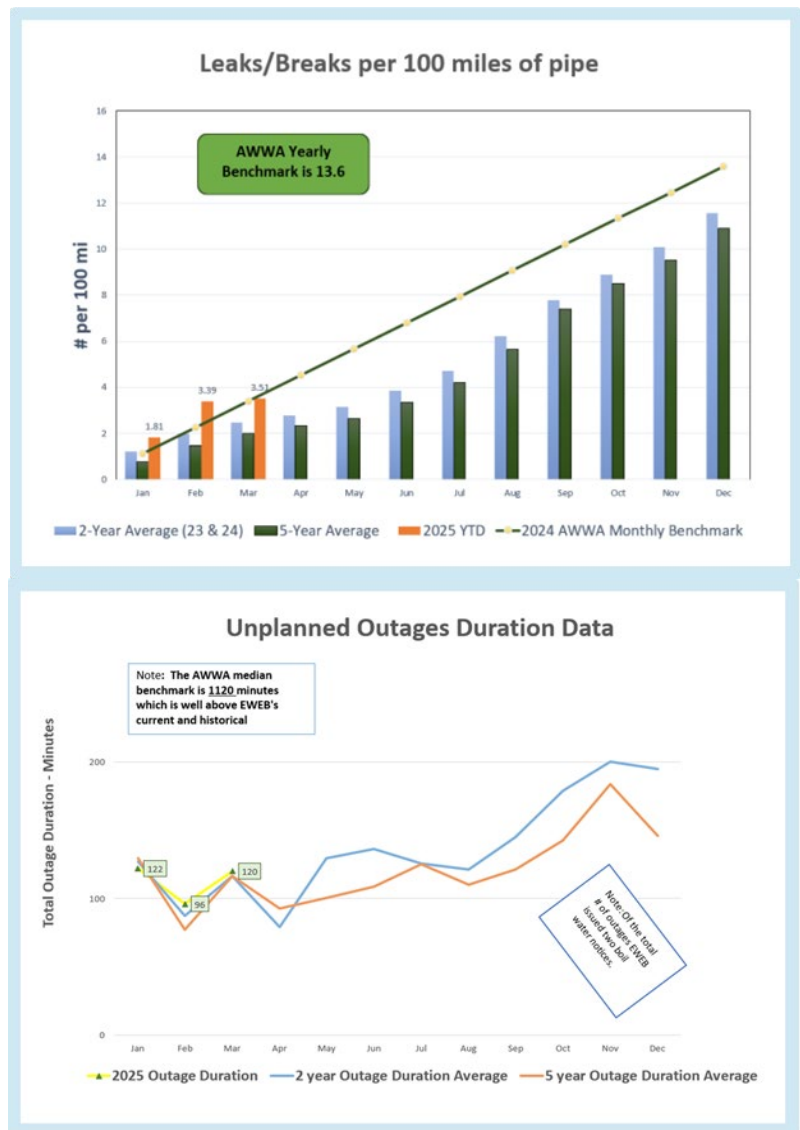 Leaks/Breaks per 100 miles of pipe
AWWA Yearly
Benchmark is 13.6
# per 100 mi
16
14
12
10
8
6
4
2
0
1.81
3.39
3.51
Jan Feb Mar Apr May Jun Jul Aug Sep Oct Nov Dec
2-Year Average (23 & 24) 5-Year Average 2025 YTD 2024 AWWA Monthly Benchmark
Unplanned Outages Duration Data
Note: The AWWA median
benchmark is 1120 minutes
which is well above EWEB's
current and historical
Total Outage Duration - Minutes
200
100
0
122
96
120
Note: Of the total
# of outages EWEB
issued two boil
water notices.
Jan Feb Mar Apr May Jun Jul Aug Sep Oct Nov Dec
2025 Outage Duration 2 year Outage Duration Average 5 year Outage Duration Average